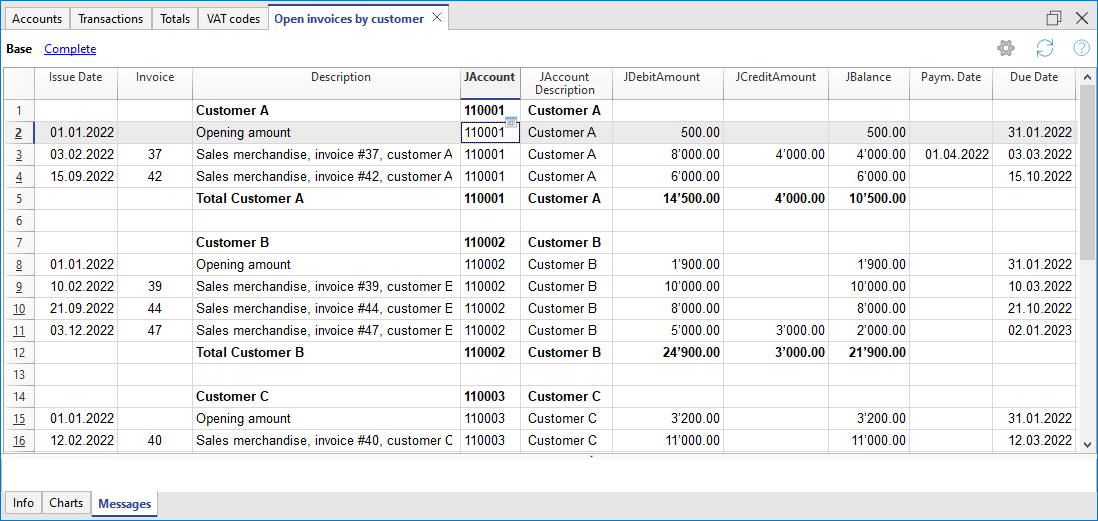 Accounts Transactions Totals VAT codes Open invoices by customer
Base Complete
Issue Date Invoice Description JAccount JAccount Description JDebitAmount JCreditAmount JBalance Paym. Date Due Date
1 Customer A 110001 Customer A
2 01.01.2022 Opening amount 110001 Customer A 500.00 500.00 31.01.2022
3 03.02.2022 37 Sales merchandise, invoice #37, customer A 110001 Customer A 8'000.00 4'000.00 4'000.00 01.04.2022 03.03.2022
4 15.09.2022 42 Sales merchandise, invoice #42, customer A 110001 Customer A 6'000.00 6'000.00 15.10.2022
5 Total Customer A 110001 Customer A 14'500.00 4'000.00 10'500.00
6
7 Customer B 110002 Customer B
8 01.01.2022 Opening amount 110002 Customer B 1'900.00 1'900.00 31.01.2022
9 10.02.2022 39 Sales merchandise, invoice #39, customer 110002 Customer B 10'000.00 10'000.00 10.03.2022
10 21.09.2022 44 Sales merchandise, invoice #44, customer 110002 Customer B 8'000.00 8'000.00 21.10.2022
11 03.12.2022 47 Sales merchandise, invoice #47, customer 110002 Customer B 5'000.00 3'000.00 2'000.00 02.01.2023
12 Total Customer B 110002 Customer B 24'900.00 3'000.00 21'900.00
13
14 Customer C 110003 Customer C
15 01.01.2022 Opening amount 110003 Customer C 3'200.00 3'200.00 31.01.2022
16 12.02.2022 40 Sales merchandise, invoice #40, customer C 110003 Customer C 11'000.00 11'000.00 12.03.2022
Info Charts Messages